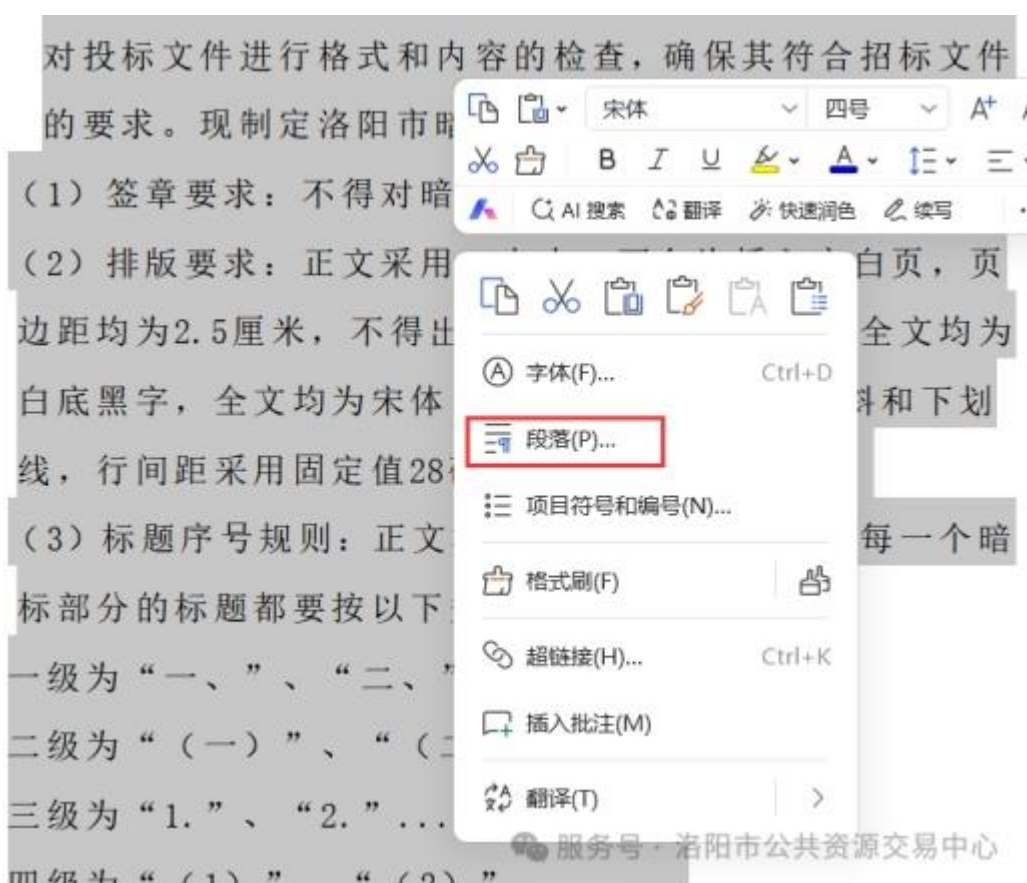 对投标文件进行格式和内容的检查，确保其符合招标文件
的要求。现制定洛阳市暗
宋体 四号 A+
B I U A
AI 搜索 翻译 快速润色 续写
（1）签章要求：不得对暗
（2）排版要求：正文采用 白页，页
边距均为2.5厘米，不得出 全文均为
白底黑字，全文均为宋体 斜和下划
线，行间距采用固定值28
（3）标题序号规则：正文 每一个暗
标部分的标题都要按以下
一级为“一、”、“二、”
二级为“（一）”、“（二
三级为“1.”、 “2.”...
四级为“（1）”、“（2）”
字体(F)... Ctrl+D
段落(P)...
项目符号和编号(N)...
格式刷(F)
超链接(H)... Ctrl+K
插入批注(M)
翻译(T)
服务号 · 洛阳市公共资源交易中心